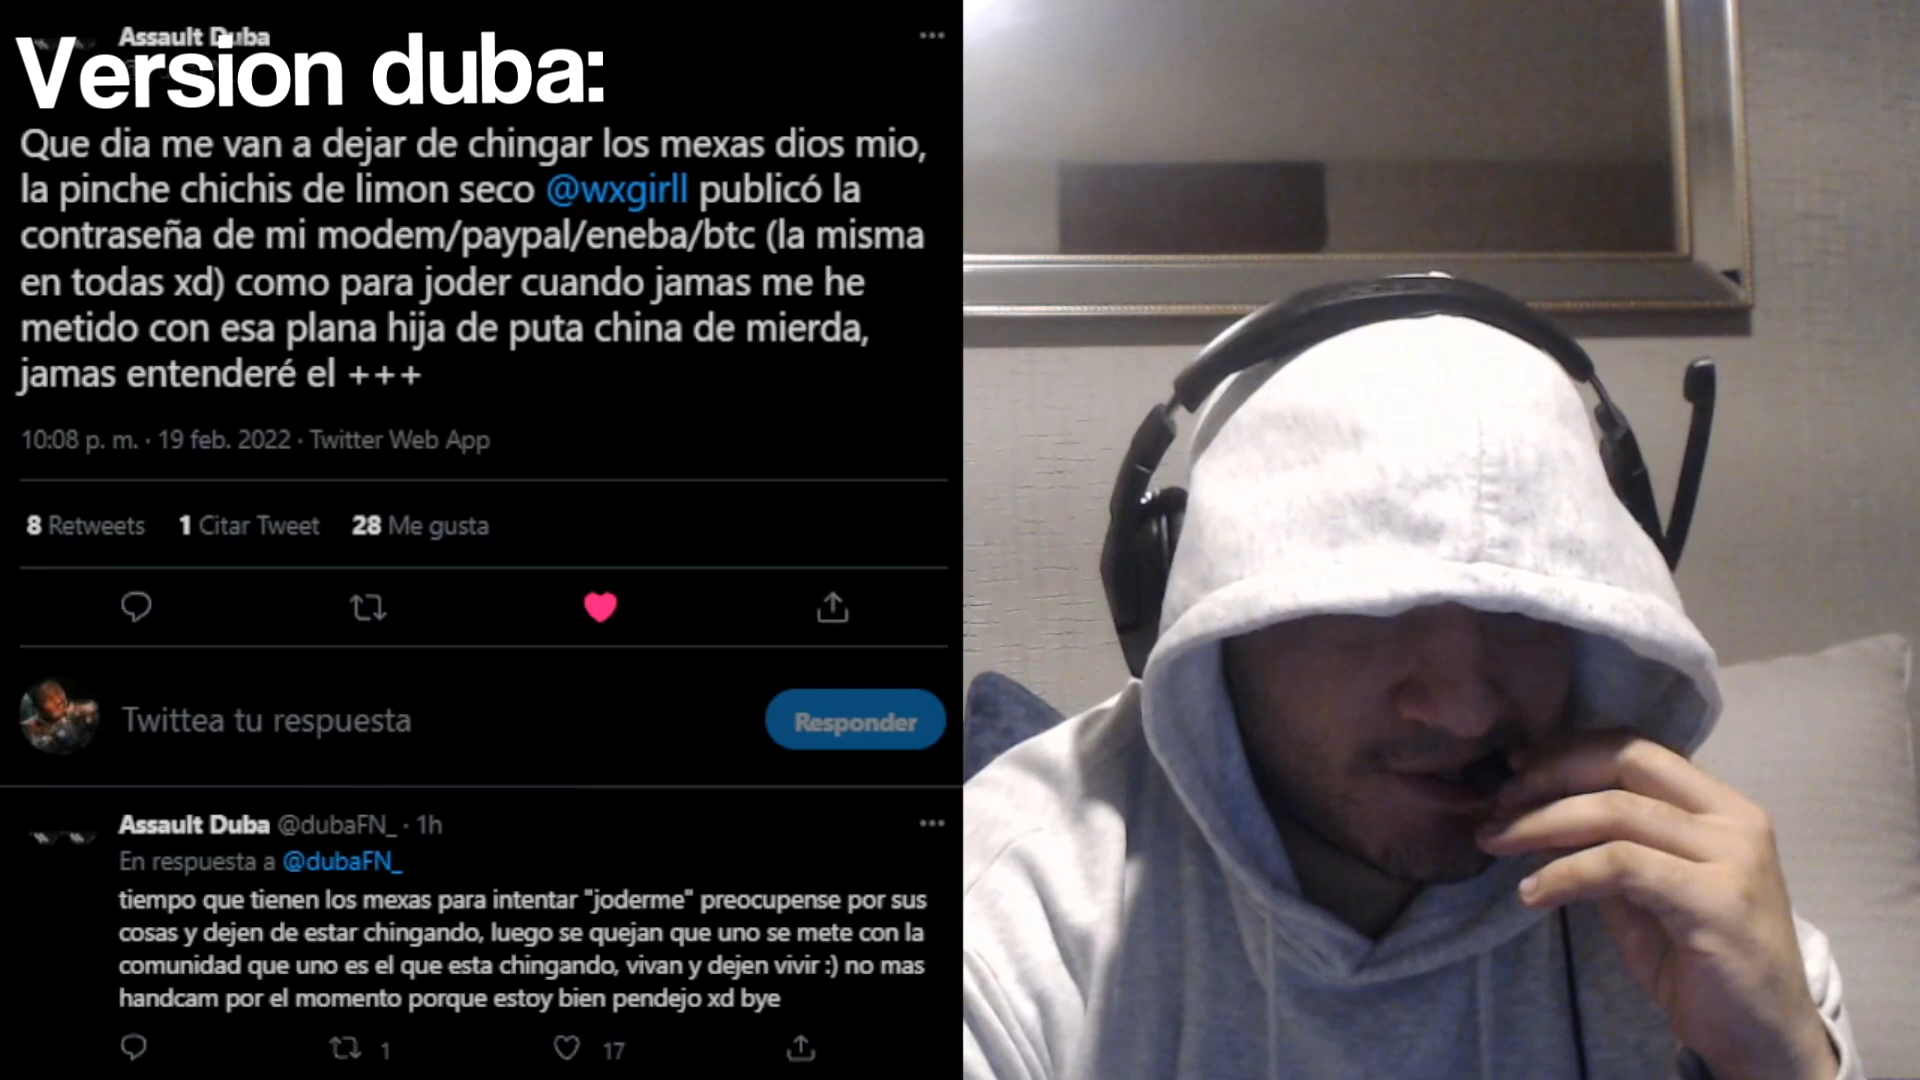 Assault Duba
Version duba:
Que dia me van a dejar de chingar los mexas dios mio,
la pinche chichis de limon seco @wxgirll publicó la
contraseña de mi modem/paypal/eneba/btc (la misma
en todas xd) como para joder cuando jamas me he
metido con esa plana hija de puta china de mierda,
jamas entenderé el +++
10:08 p. m. · 19 feb. 2022 · Twitter Web App
8 Retweets 1 Citar Tweet 28 Me gusta
Twittea tu respuesta
Responder
Assault Duba @dubaFN_ · 1h
En respuesta a @dubaFN_
tiempo que tienen los mexas para intentar "joderme" preocupense por sus
cosas y dejen de estar chingando, luego se quejan que uno se mete con la
comunidad que uno es el que esta chingando, vivan y dejen vivir :) no mas
handcam por el momento porque estoy bien pendejo xd bye
1
17